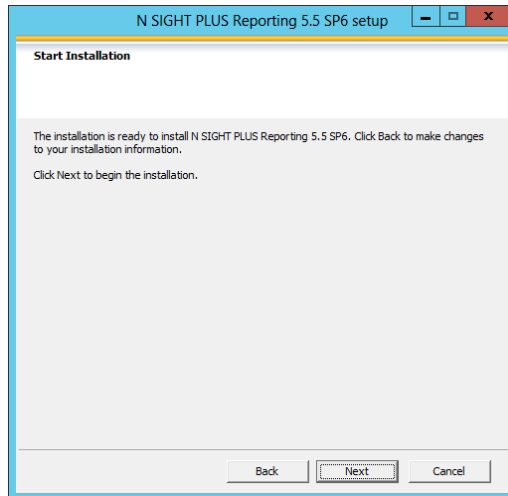 N SIGHT PLUS Reporting 5.5 SP6 setup
Start Installation
The installation is ready to install N SIGHT PLUS Reporting 5.5 SP6. Click Back to make changes
to your installation information.
Click Next to begin the installation.
Back Next Cancel